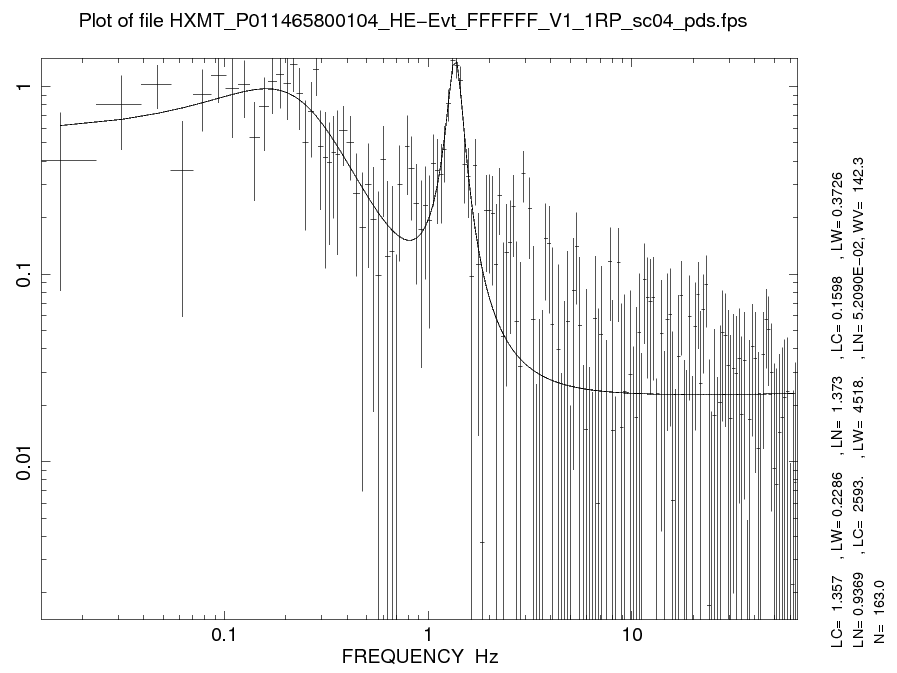 Plot of file HXMT_P011465800104_HE−Evt_FFFFFF_V1_1RP_sc04_pds.fps
1
0.1
0.01
0.1
1
10
FREQUENCY Hz
LC= 1.357 , LW= 0.2286 , LN= 1.373 , LC= 0.1598 , LW= 0.3726
LN= 0.9369 , LC= 2593. , LW= 4518. , LN= 5.2090E−02, WV= 142.3
N= 163.0